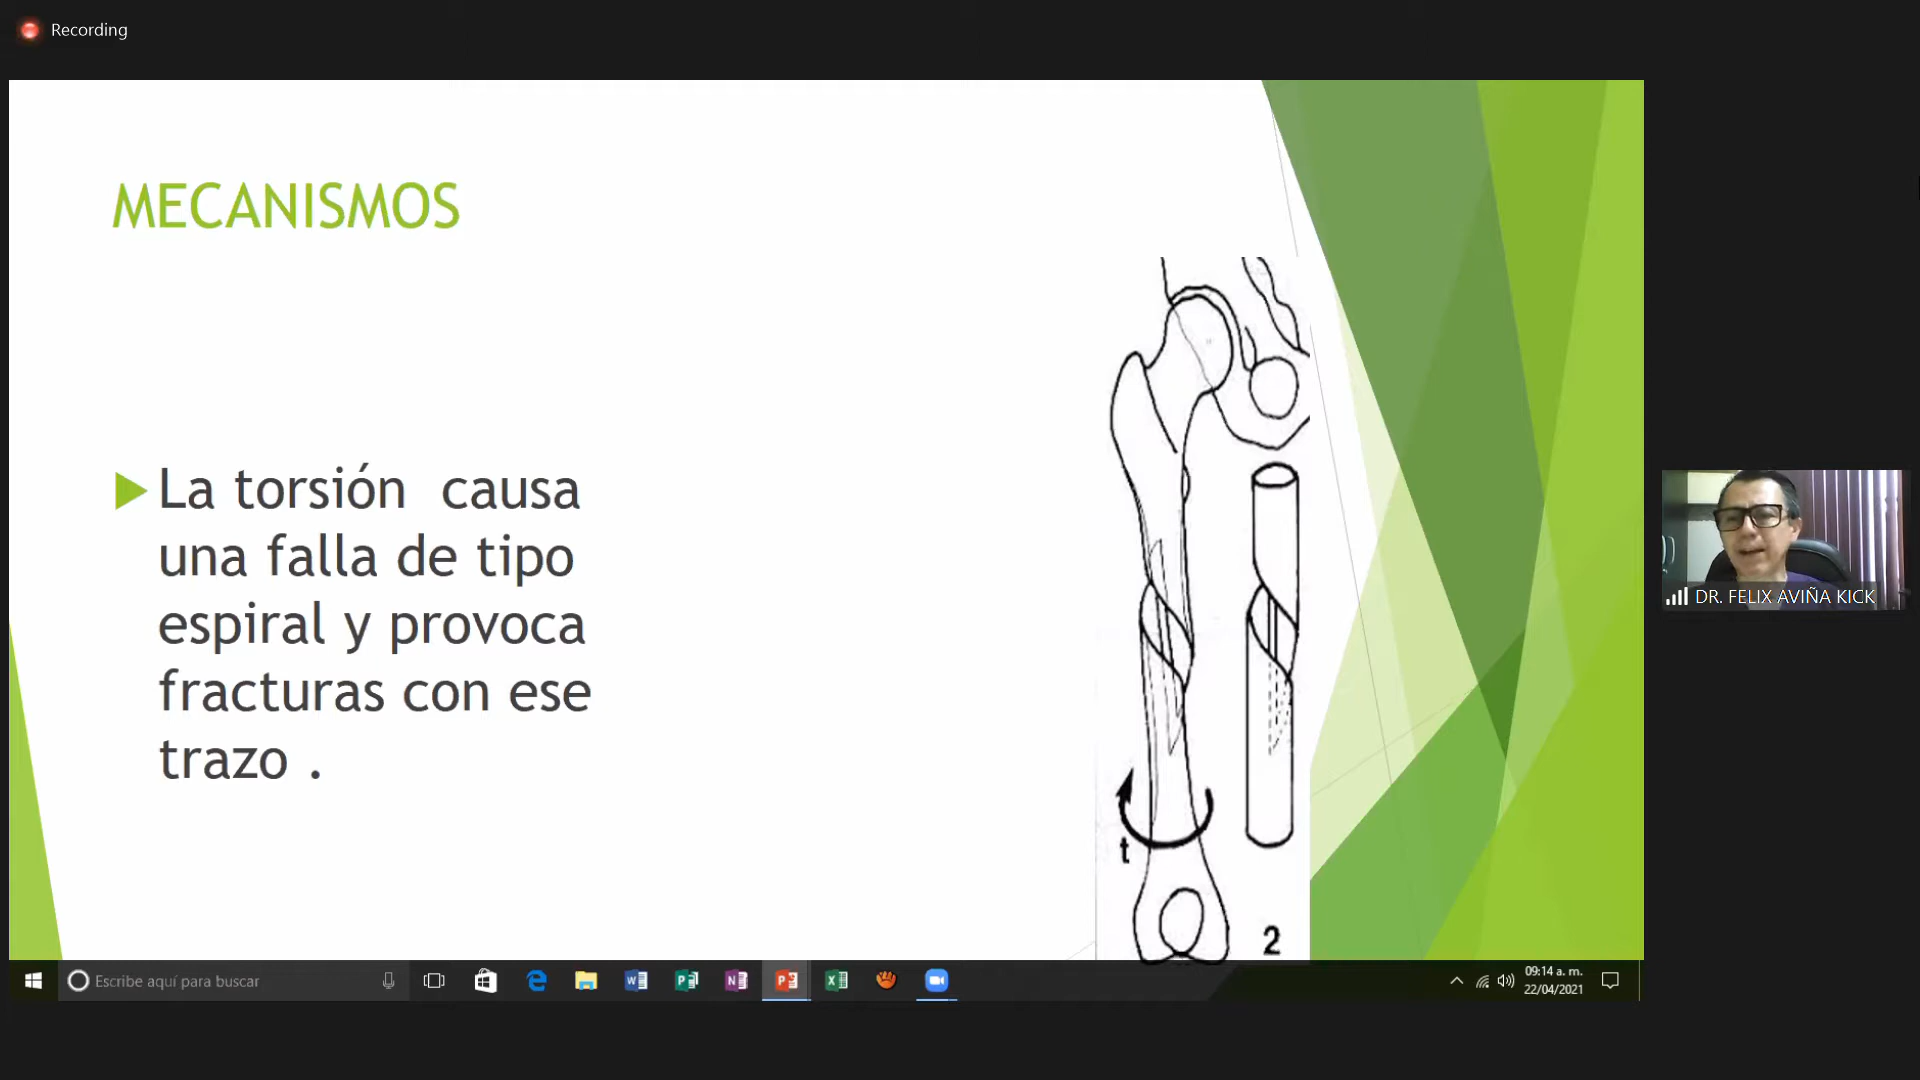 Recording
MECANISMOS
La torsión causa
una falla de tipo
espiral y provoca
fracturas con ese
trazo .
t
2
DR. FELIX AVIÑA KICK
Escribe aquí para buscar
09:14 a. m.
22/04/2021